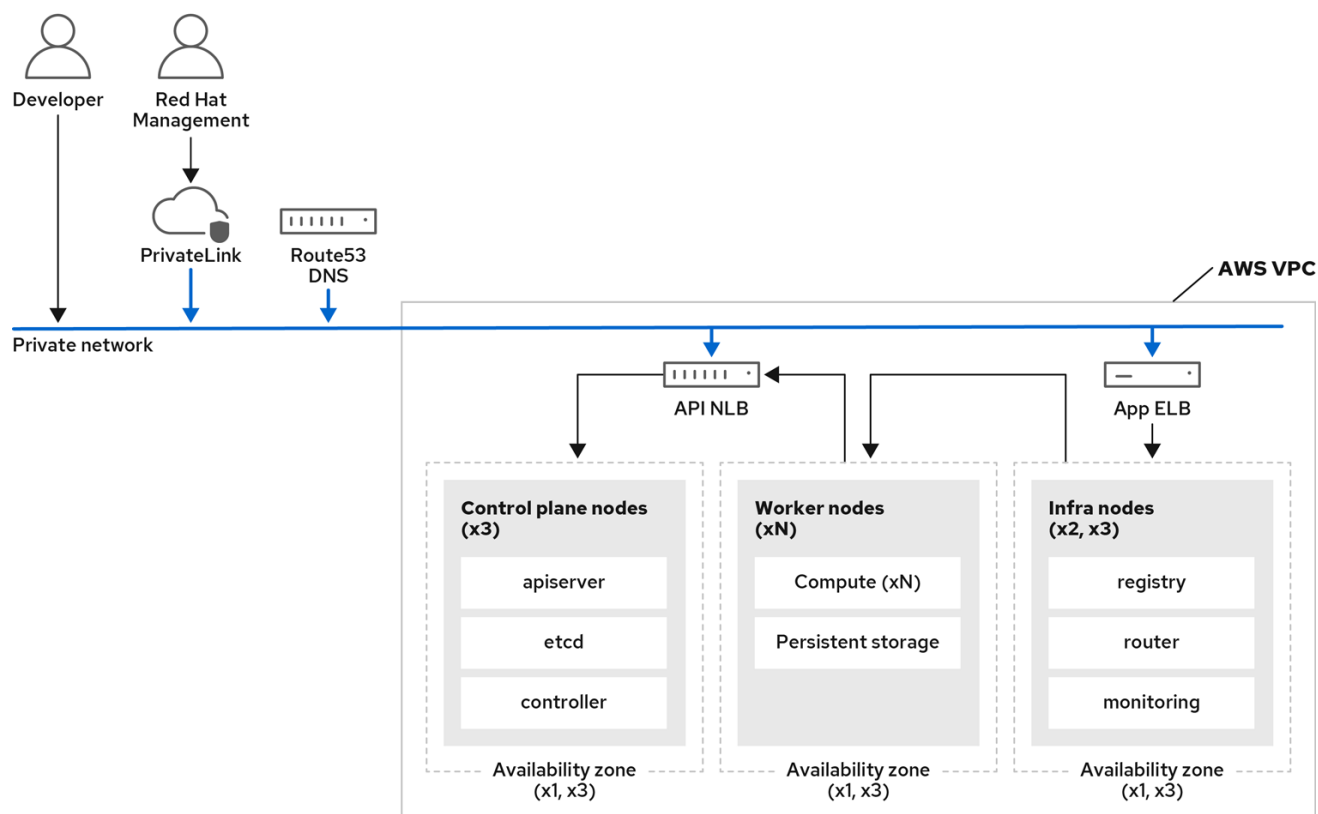 Developer
Red Hat
Management
PrivateLink
Route53
DNS
AWS VPC
Private network
API NLB
App ELB
Control plane nodes
(x3)
apiserver
etcd
controller
Availability zone
(x1, x3)
Worker nodes
(xN)
Compute (xN)
Persistent storage
Availability zone
(x1, x3)
Infra nodes
(x2, x3)
registry
router
monitoring
Availability zone
(x1, x3)